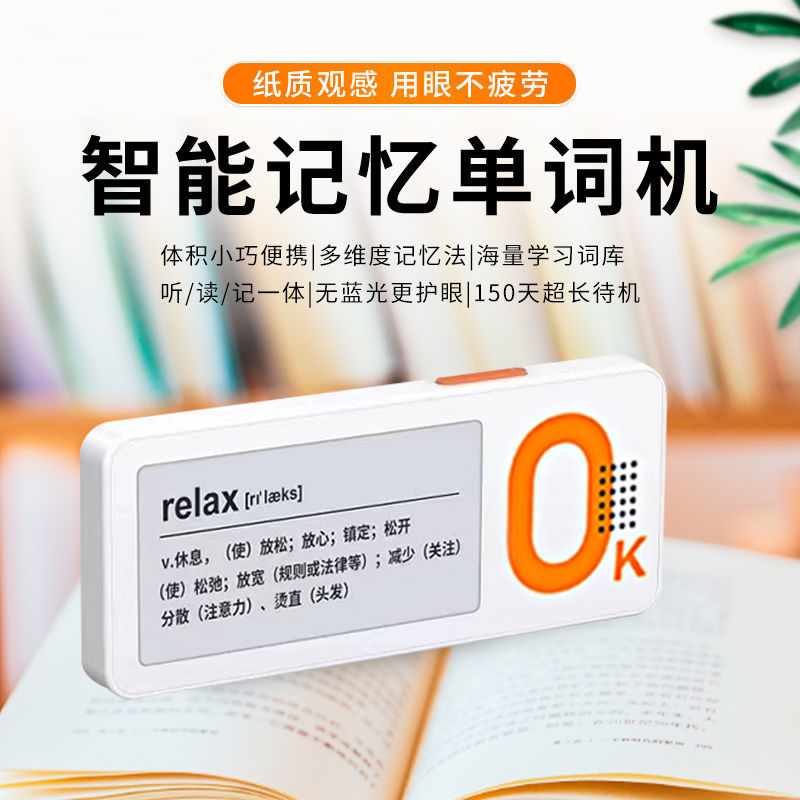 纸质观感 用眼不疲劳
智能记忆单词机
体积小巧便携|多维度记忆法|海量学习词库
听/读/记一体|无蓝光更护眼|150天超长待机
relax [rɪˈlæks]
v.休息，（使）放松；放心；镇定；松开
（使）松弛；放宽（规则或法律等）；减少（关注）
分散（注意力）、烫直（头发）
OK